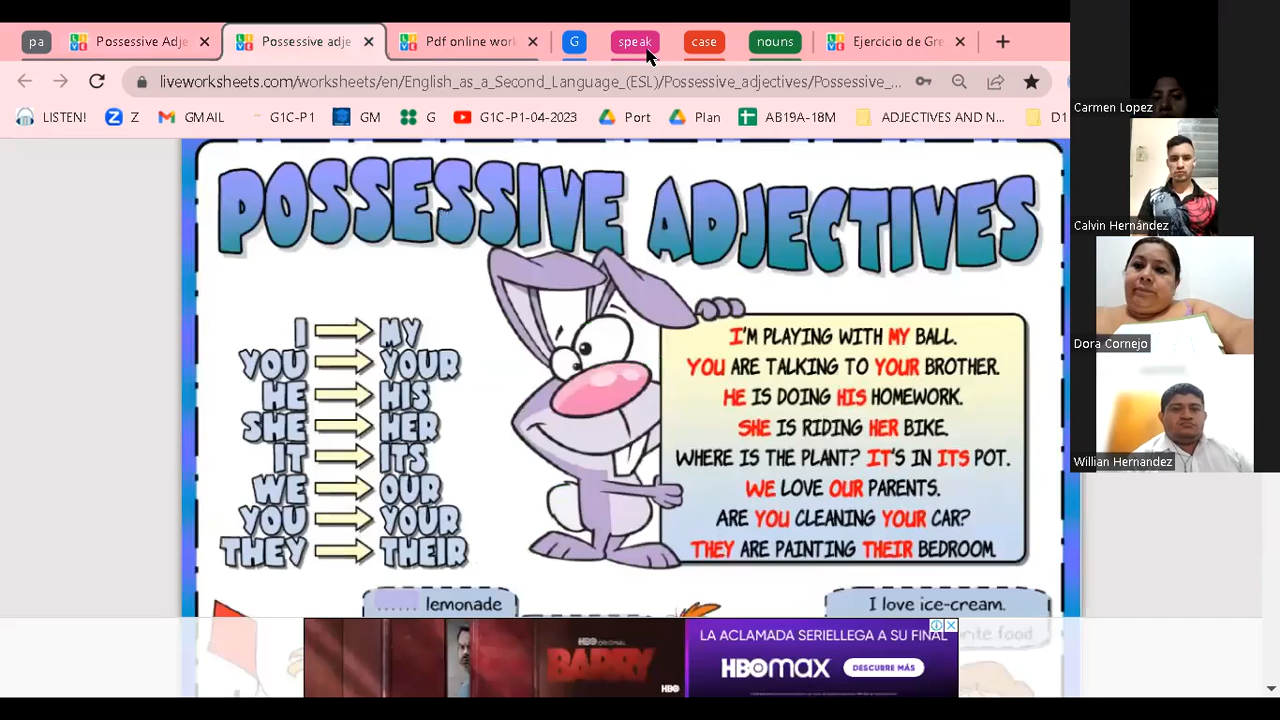 pa
Possessive Adje
Possessive adje
Pdf online wor
G
speak
case
nouns
Ejercicio de Gre
liveworksheets.com/worksheets/en/English_as_a_Second_Language_(ESL)/Possessive_adjectives/Possessive_...
LISTEN!
Z
GMAIL
G1C-P1
GM
G
G1C-P1-04-2023
Port
Plan
AB19A-18M
ADJECTIVES AND N...
D1
Carmen Lopez
Calvin Hernández
Dora Cornejo
Willian Hernandez
POSSESSIVE ADJECTIVES
I MY
YOU YOUR
HE HIS
SHE HER
IT ITS
WE OUR
YOU YOUR
THEY THEIR
I'M PLAYING WITH MY BALL.
YOU ARE TALKING TO YOUR BROTHER.
HE IS DOING HIS HOMEWORK.
SHE IS RIDING HER BIKE.
WHERE IS THE PLANT? IT'S IN ITS POT.
WE LOVE OUR PARENTS.
ARE YOU CLEANING YOUR CAR?
THEY ARE PAINTING THEIR BEDROOM.
...... lemonade
I love ice-cream.
rite food
HBO ORIGINAL
BARRY
HBO
LA ACLAMADA SERIELLEGA A SU FINAL
HBOMAX
DESCUBRE MÁS